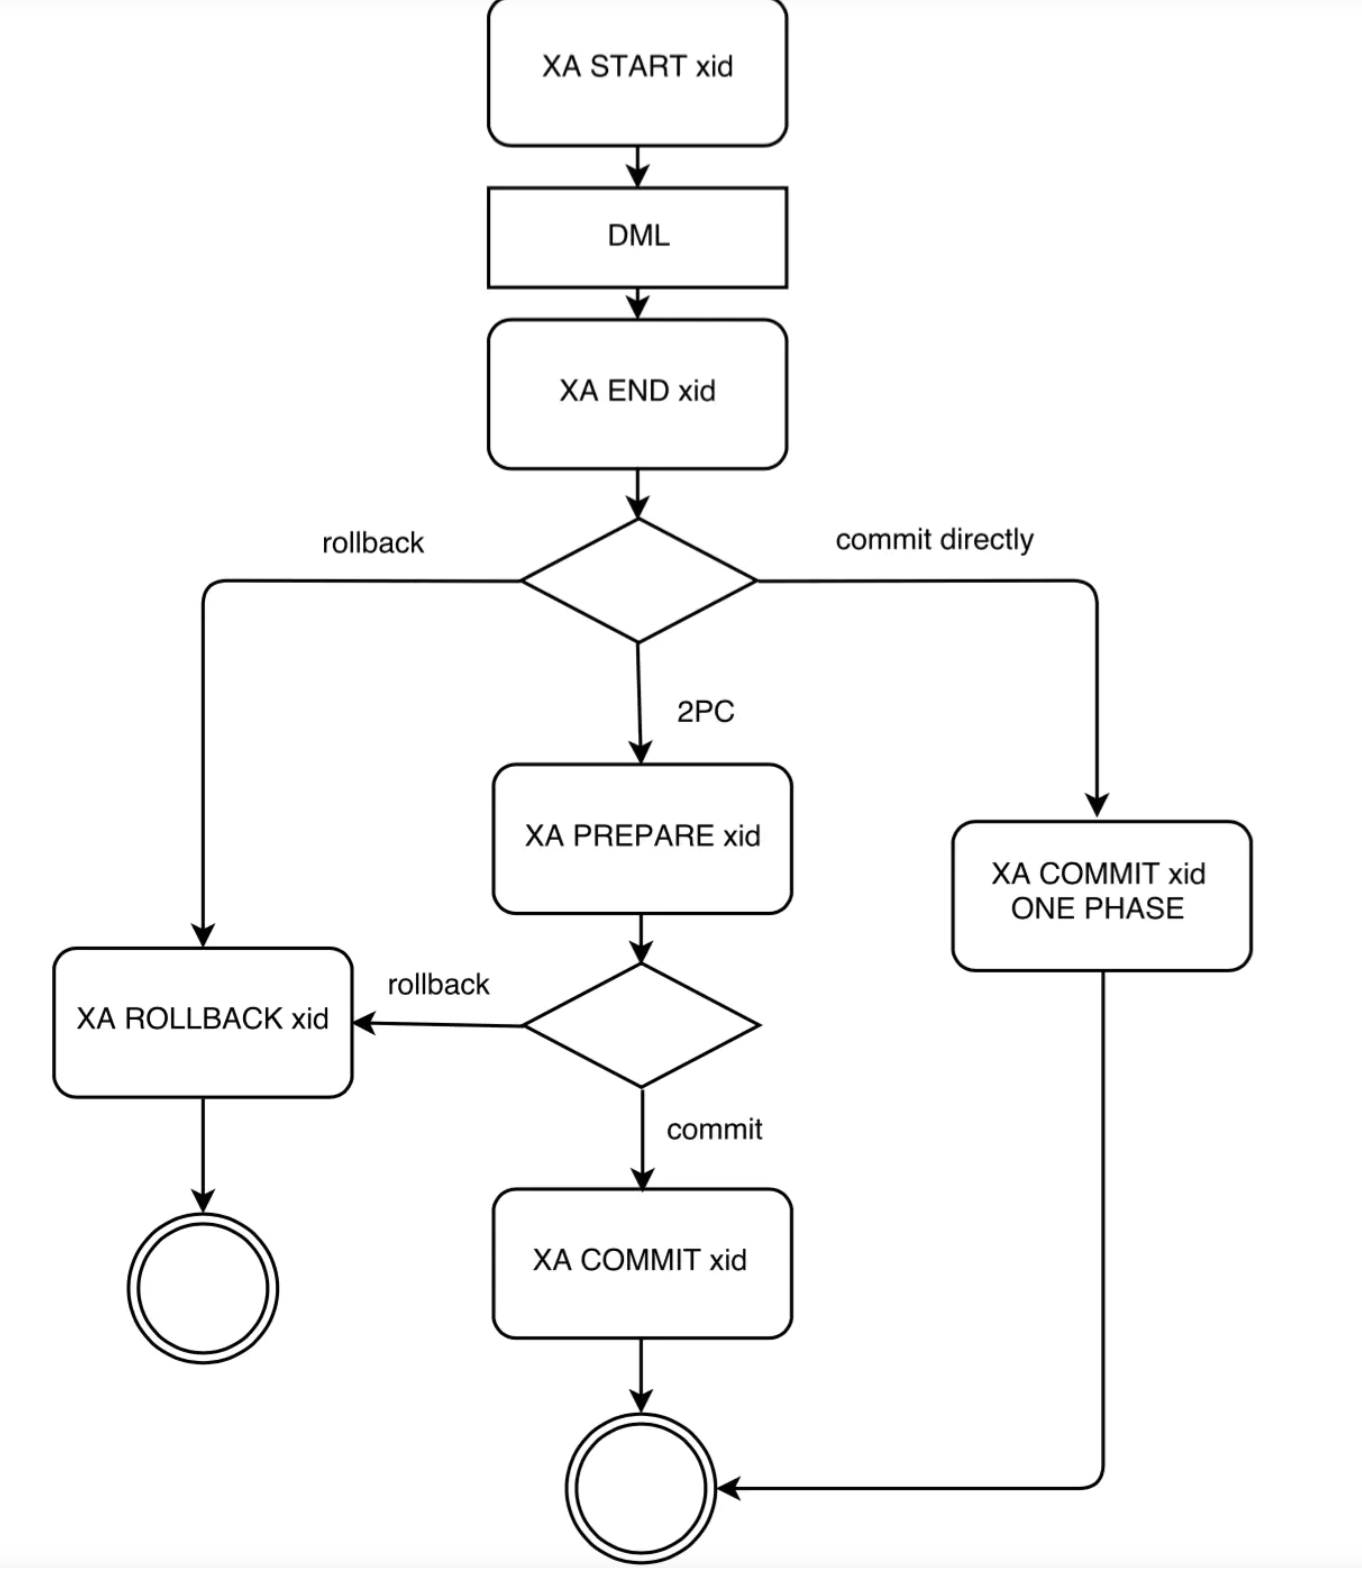 XA START xid
DML
XA END xid
rollback
commit directly
2PC
XA PREPARE xid
XA COMMIT xid
ONE PHASE
rollback
XA ROLLBACK xid
commit
XA COMMIT xid